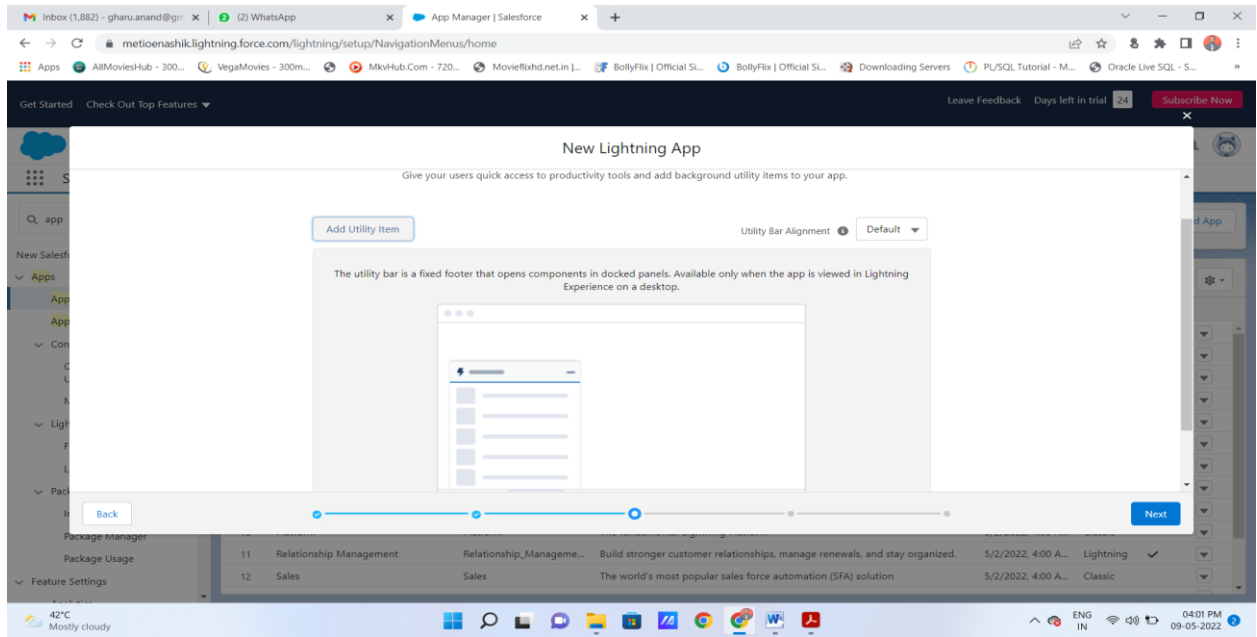 Inbox (1,882) - gharu.anand@gm
(2) WhatsApp
App Manager | Salesforce
metioenashik.lightning.force.com/lightning/setup/NavigationMenus/home
Apps
AllMoviesHub - 300...
VegaMovies - 300m...
MkvHub.Com - 720...
Movieflixhd.net.in |...
BollyFlix | Official Si...
BollyFlix | Official Si...
Downloading Servers
PL/SQL Tutorial - M...
Oracle Live SQL - S...
»
Get Started
Check Out Top Features
Leave Feedback
Days left in trial 24
Subscribe Now
New Lightning App
S
Give your users quick access to productivity tools and add background utility items to your app.
app
Add Utility Item
Utility Bar Alignment
Default
d App
New Salesf
Apps
App
App
Con
The utility bar is a fixed footer that opens components in docked panels. Available only when the app is viewed in Lightning
Experience on a desktop.
Ligh
Pack
Back
Next
Package Manager
Package Usage
11 Relationship Management Relationship_Manageme... Build stronger customer relationships, manage renewals, and stay organized. 5/2/2022, 4:00 A... Lightning
12 Sales Sales The world's most popular sales force automation (SFA) solution 5/2/2022, 4:00 A... Classic
Feature Settings
42°C
Mostly cloudy
ENG
IN
04:01 PM
09-05-2022
2